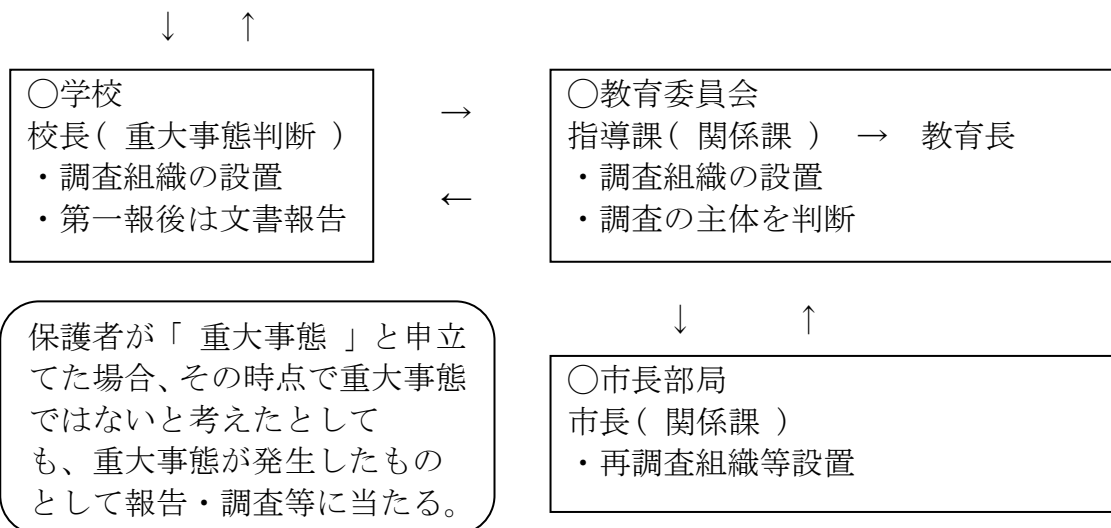 ↓ ↑
○学校
校長( 重大事態判断 )
・調査組織の設置
・第一報後は文書報告
→
←
○教育委員会
指導課( 関係課 ) → 教育長
・調査組織の設置
・調査の主体を判断
保護者が「 重大事態 」と申立
てた場合、その時点で重大事態
ではないと考えたとして
も、重大事態が発生したもの
として報告・調査等に当たる。
↓ ↑
○市長部局
市長( 関係課 )
・再調査組織等設置